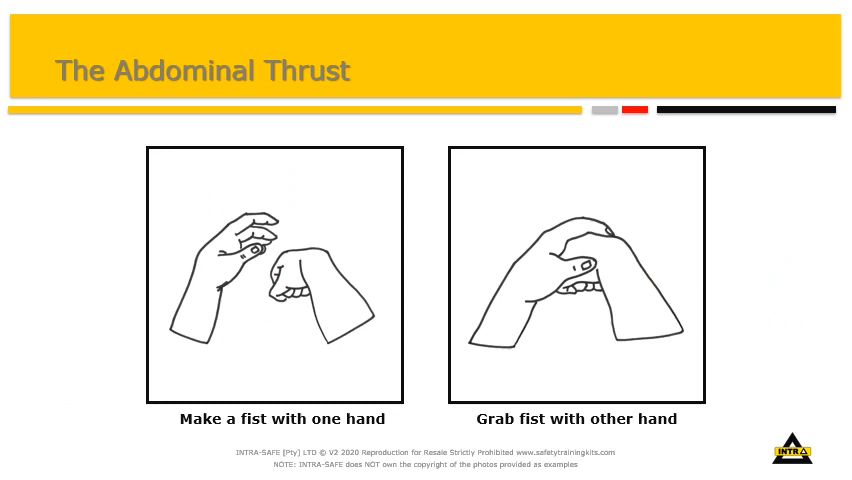 The Abdominal Thrust
Make a fist with one hand
Grab fist with other hand
INTRA-SAFE [Pty] LTD © V2 2020 Reproduction for Resale Strictly Prohibited www.safetytrainingkits.com
NOTE: INTRA-SAFE does NOT own the copyright of the photos provided as examples
INTRA